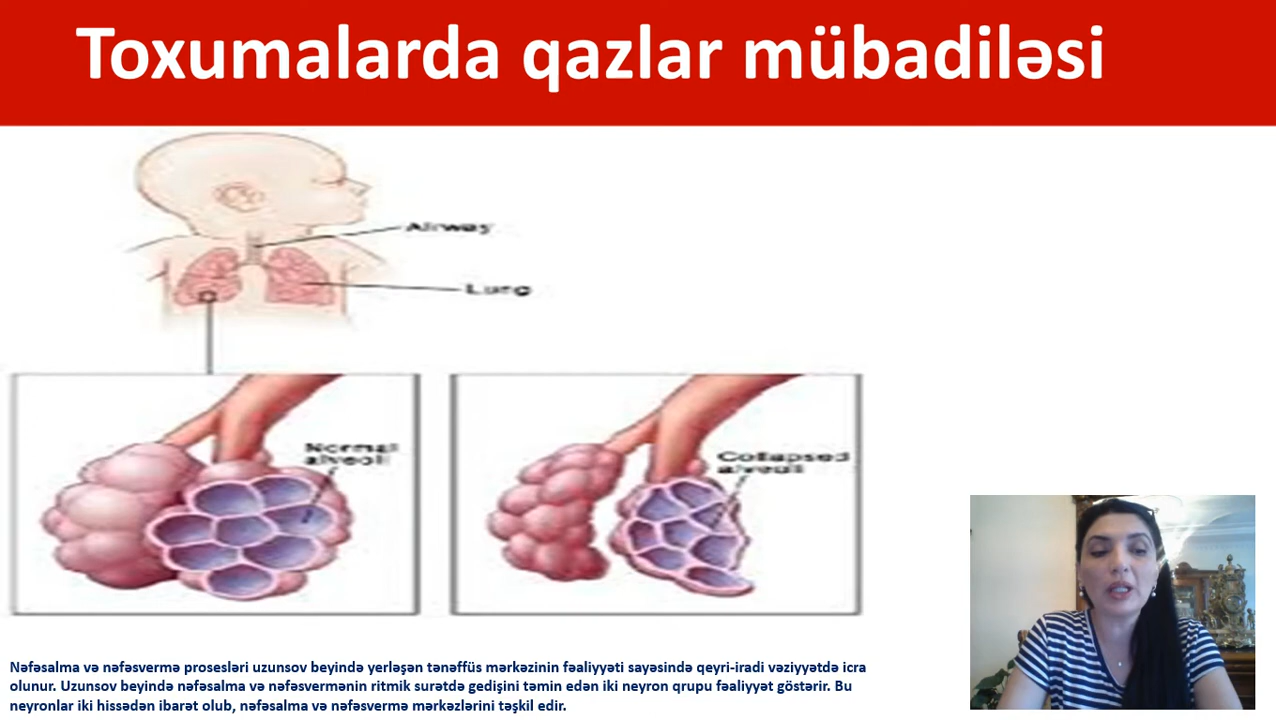 Toxumalarda qazlar mübadiləsi
Airway
Lung
Normal
alveoli
Collapsed
alveoli
Nəfəsalma və nəfəsvermə prosesləri uzunsov beyində yerləşən tənəffüs mərkəzinin fəaliyyəti sayəsində qeyri-iradi vəziyyətdə icra
olunur. Uzunsov beyində nəfəsalma və nəfəsvermənin ritmik surətdə gedişini təmin edən iki neyron qrupu fəaliyyət göstərir. Bu
neyronlar iki hissədən ibarət olub, nəfəsalma və nəfəsvermə mərkəzlərini təşkil edir.